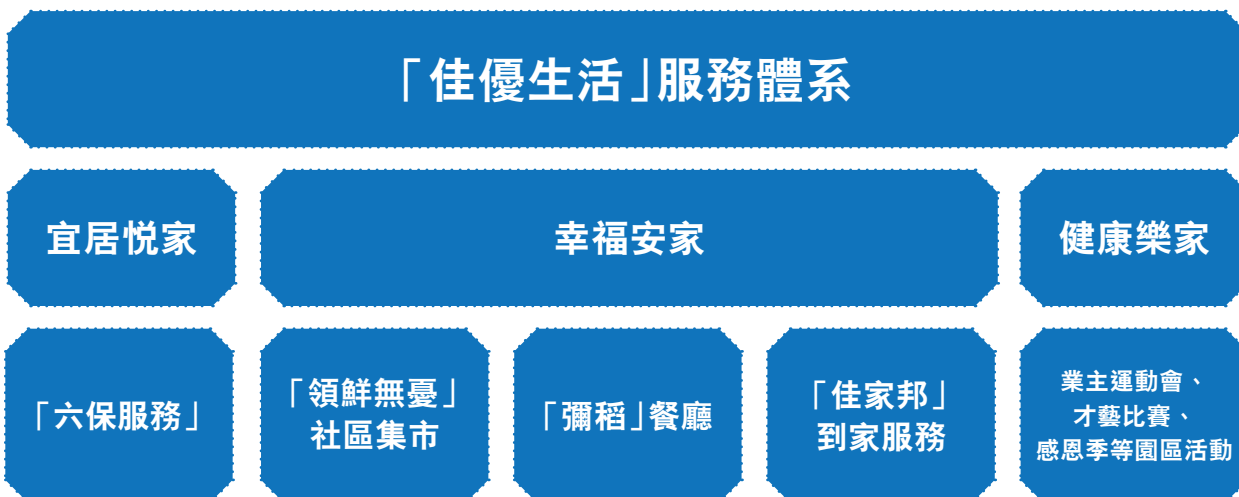 「佳優生活」服務體系
宜居悅家
幸福安家
健康樂家
「六保服務」
「領鮮無憂」
社區集市
「彌稻」餐廳
「佳家邦」
到家服務
業主運動會、
才藝比賽、
感恩季等園區活動